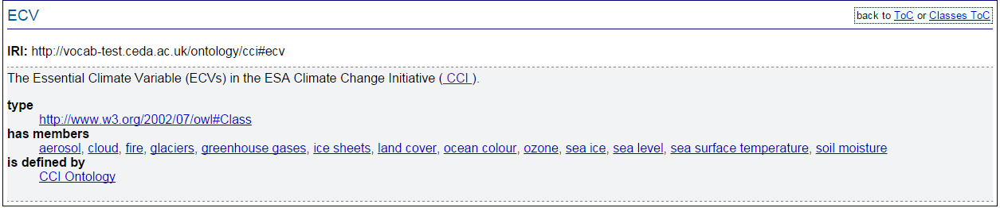 ECV
back to ToC or Classes ToC
IRI: http://vocab-test.ceda.ac.uk/ontology/cci#ecv
The Essential Climate Variable (ECVs) in the ESA Climate Change Initiative ( CCI ).
type
http://www.w3.org/2002/07/owl#Class
has members
aerosol, cloud, fire, glaciers, greenhouse gases, ice sheets, land cover, ocean colour, ozone, sea ice, sea level, sea surface temperature, soil moisture
is defined by
CCI Ontology